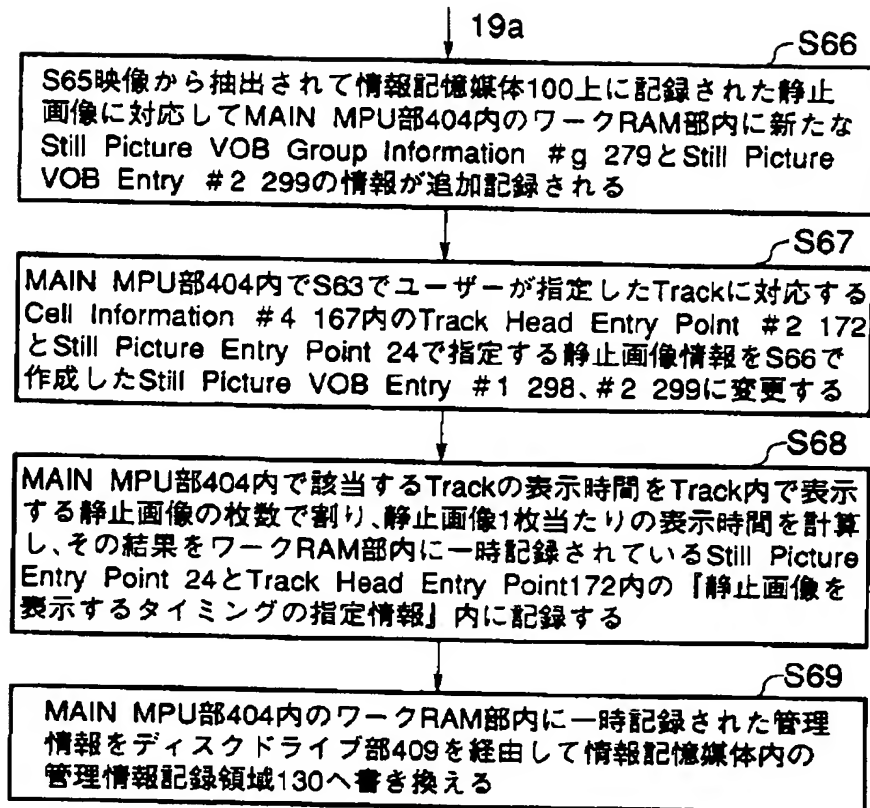 19a
S66
S65映像から抽出されて情報記憶媒体100上に記録された静止
画像に対応してMAIN MPU部404内のワークRAM部内に新たな
Still Picture VOB Group Information #g 279とStill Picture
VOB Entry #2 299の情報が追加記録される
S67
MAIN MPU部404内でS63でユーザーが指定したTrackに対応する
Cell Information #4 167内のTrack Head Entry Point #2 172
とStill Picture Entry Point 24で指定する静止画像情報をS66で
作成したStill Picture VOB Entry #1 298、#2 299に変更する
S68
MAIN MPU部404内で該当するTrackの表示時間をTrack内で表示
する静止画像の枚数で割り、静止画像1枚当たりの表示時間を計算
し、その結果をワークRAM部内に一時記録されているStill Picture
Entry Point 24とTrack Head Entry Point172内の『静止画像を
表示するタイミングの指定情報』内に記録する
S69
MAIN MPU部404内のワークRAM部内に一時記録された管理
情報をディスクドライブ部409を経由して情報記憶媒体内の
管理情報記録領域130へ書き換える